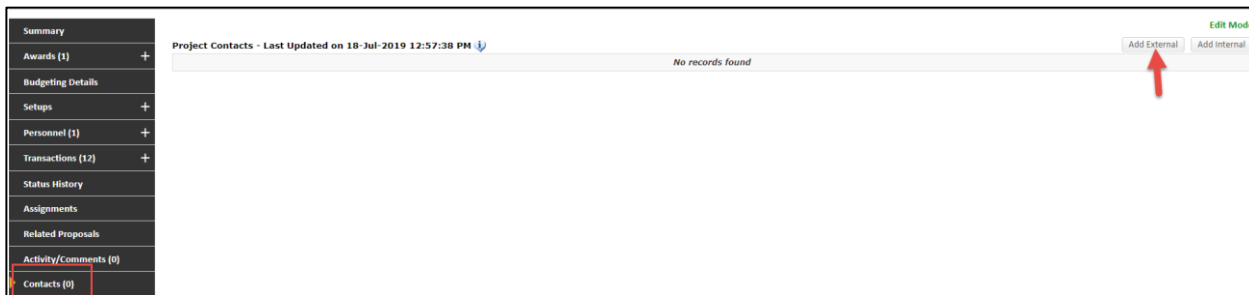 Summary
Awards (1) +
Budgeting Details
Setups +
Personnel (1) +
Transactions (12) +
Status History
Assignments
Related Proposals
Activity/Comments (0)
Contacts (0)
Edit Mode
Project Contacts - Last Updated on 18-Jul-2019 12:57:38 PM
Add External Add Internal
No records found